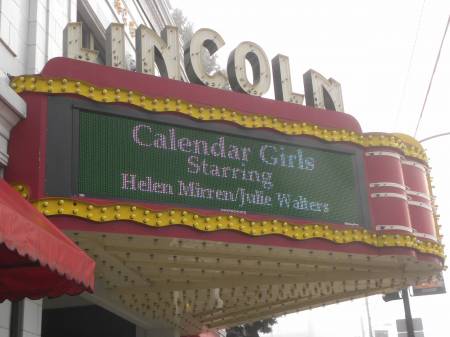 LINCOLN
Calendar Girls
Starring
Helen Mirren/Julie Walters